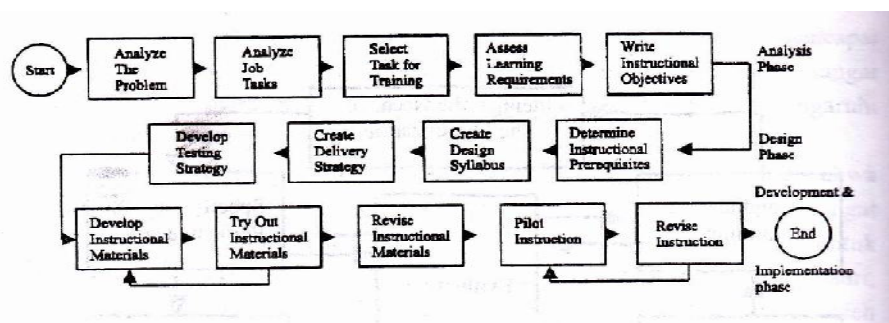 Start
Analyze
The
Problem
Analyze
Job
Tasks
Select
Task for
Training
Assess
Learning
Requirements
Write
Instructional
Objectives
Analysis
Phase
Develop
Testing
Strategy
Create
Delivery
Strategy
Create
Design
Syllabus
Determine
Instructional
Prerequisites
Design
Phase
Develop
Instructional
Materials
Try Out
Instructional
Materials
Revise
Instructional
Materials
Pilot
Instruction
Revise
Instruction
Development &
End
Implementation
phase